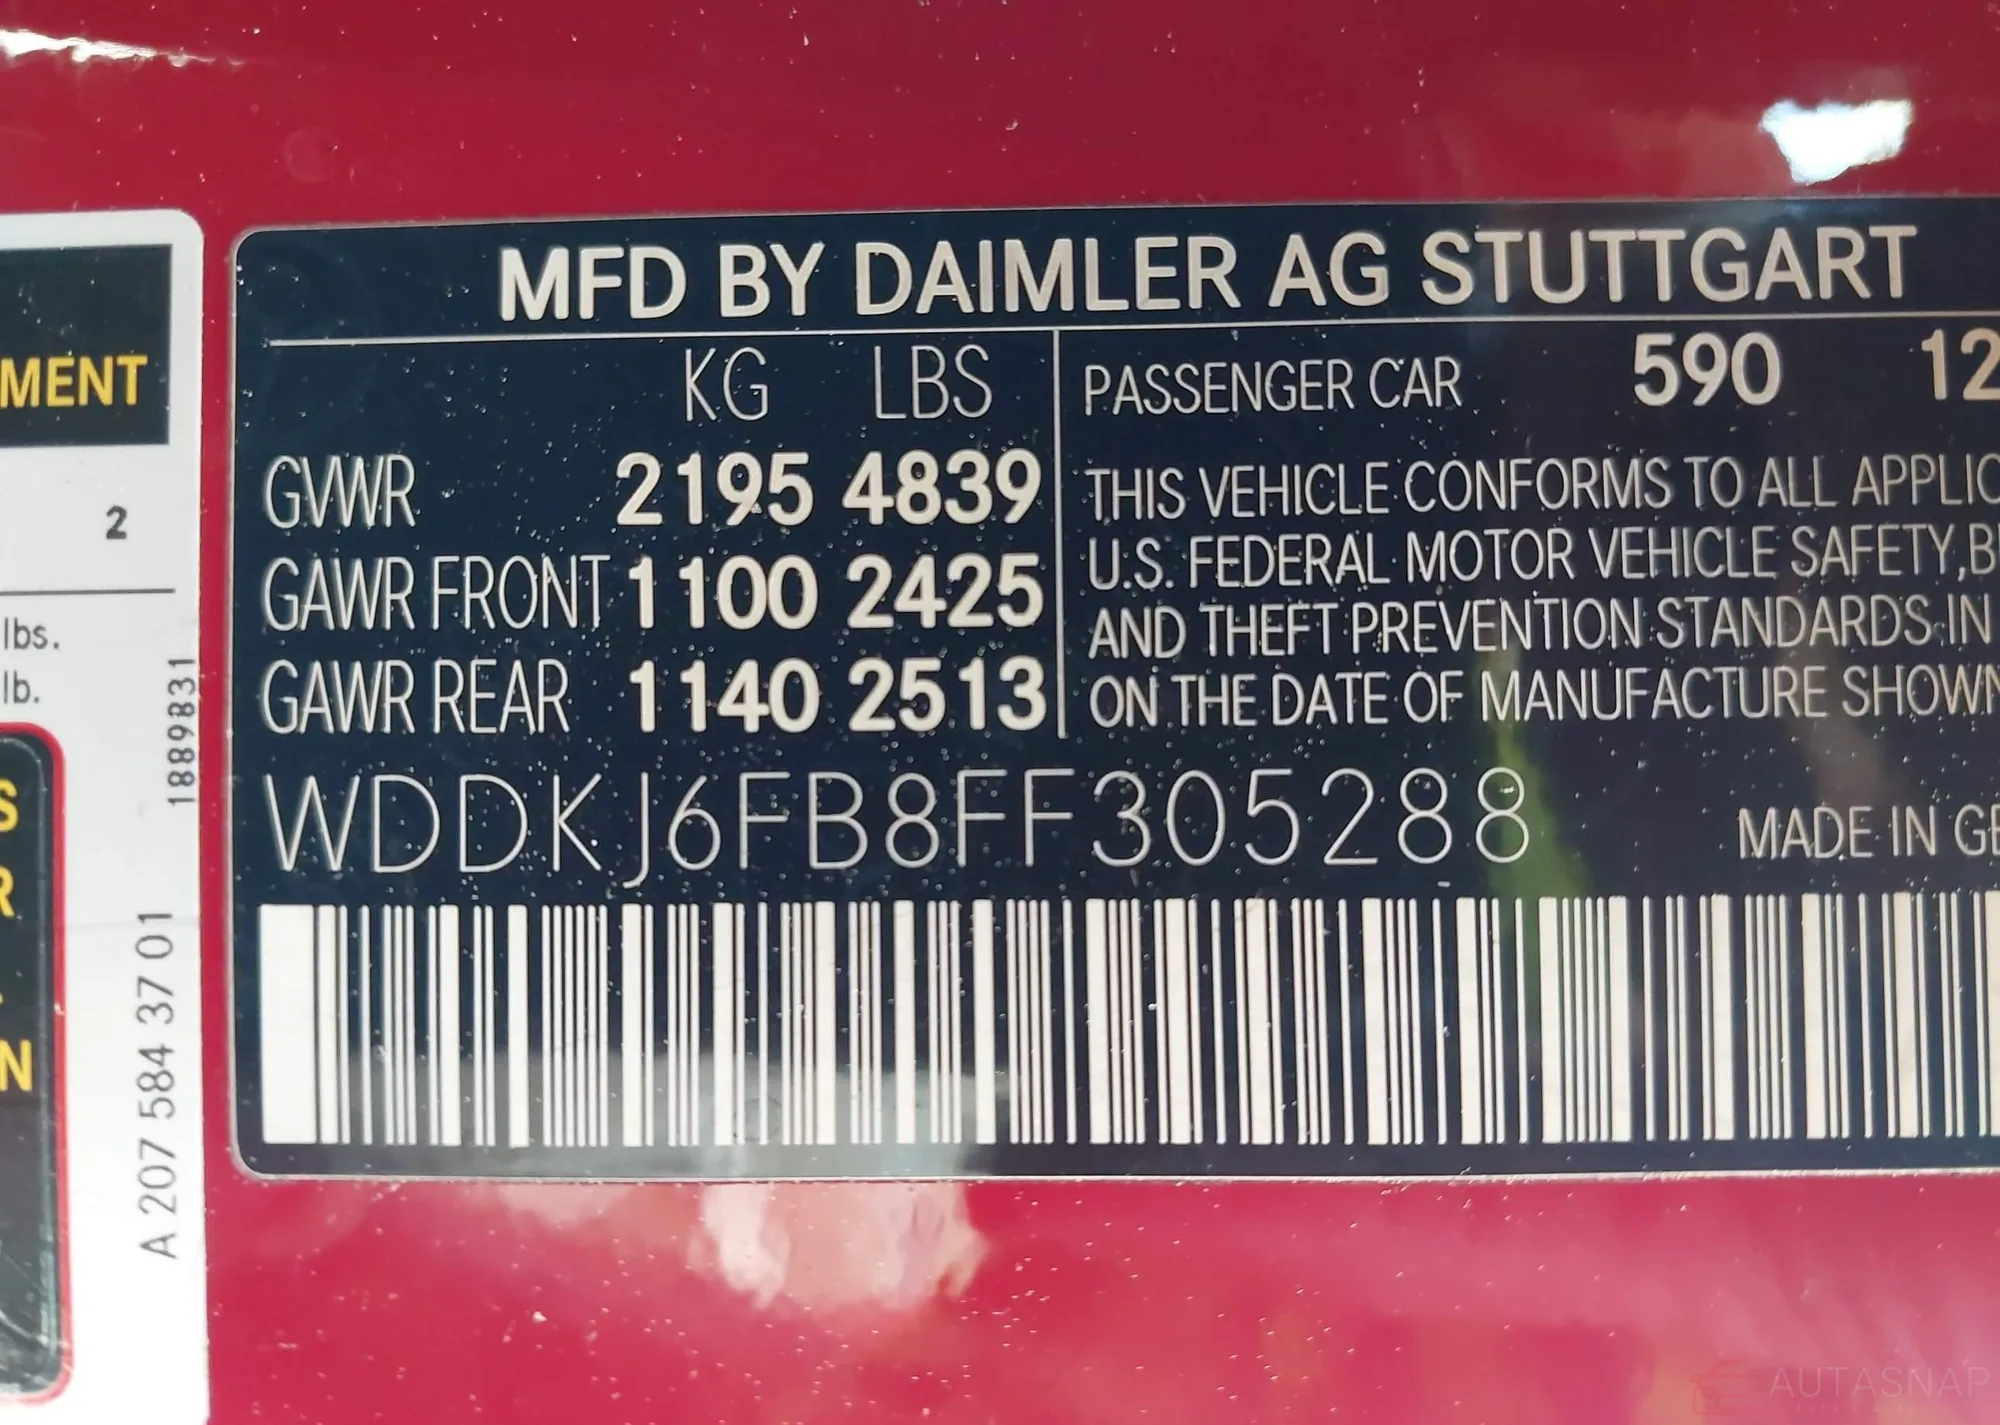 MENT
2
lbs.
lb.
S
R
N
1889831
A 207 584 37 01
MFD BY DAIMLER AG STUTTGART
KG LBS
GVWR 2195 4839
GAWR FRONT 1100 2425
GAWR REAR 1140 2513
PASSENGER CAR 590 12
THIS VEHICLE CONFORMS TO ALL APPLIC
U.S. FEDERAL MOTOR VEHICLE SAFETY,B
AND THEFT PREVENTION STANDARDS IN
ON THE DATE OF MANUFACTURE SHOWN
WDDKJ6FB8FF305288
MADE IN GE
AUTASNAP